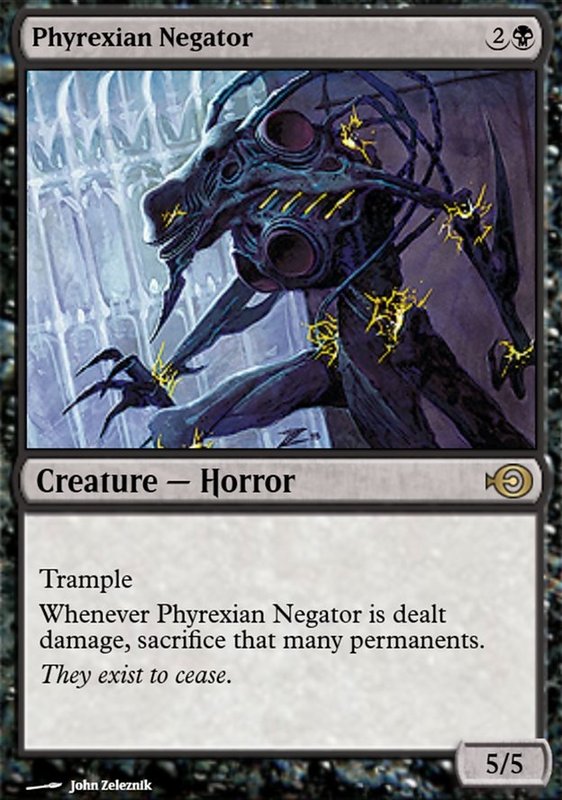 Phyrexian Negator 2
Creature — Horror
Trample
Whenever Phyrexian Negator is dealt
damage, sacrifice that many permanents.
They exist to cease.
5/5
John Zeleznik